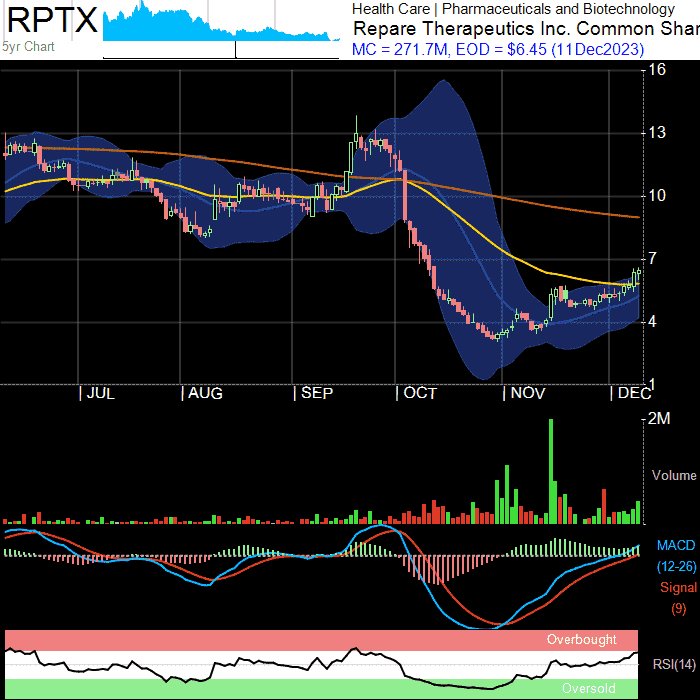 RPTX
5yr Chart
Health Care | Pharmaceuticals and Biotechnology
Repare Therapeutics Inc. Common Shar
MC = 271.7M, EOD = $6.45 (11Dec2023)
16
13
10
7
4
1
JUL
AUG
SEP
OCT
NOV
DEC
2M
Volume
MACD
(12-26)
Signal
(9)
Overbought
RSI(14)
Oversold